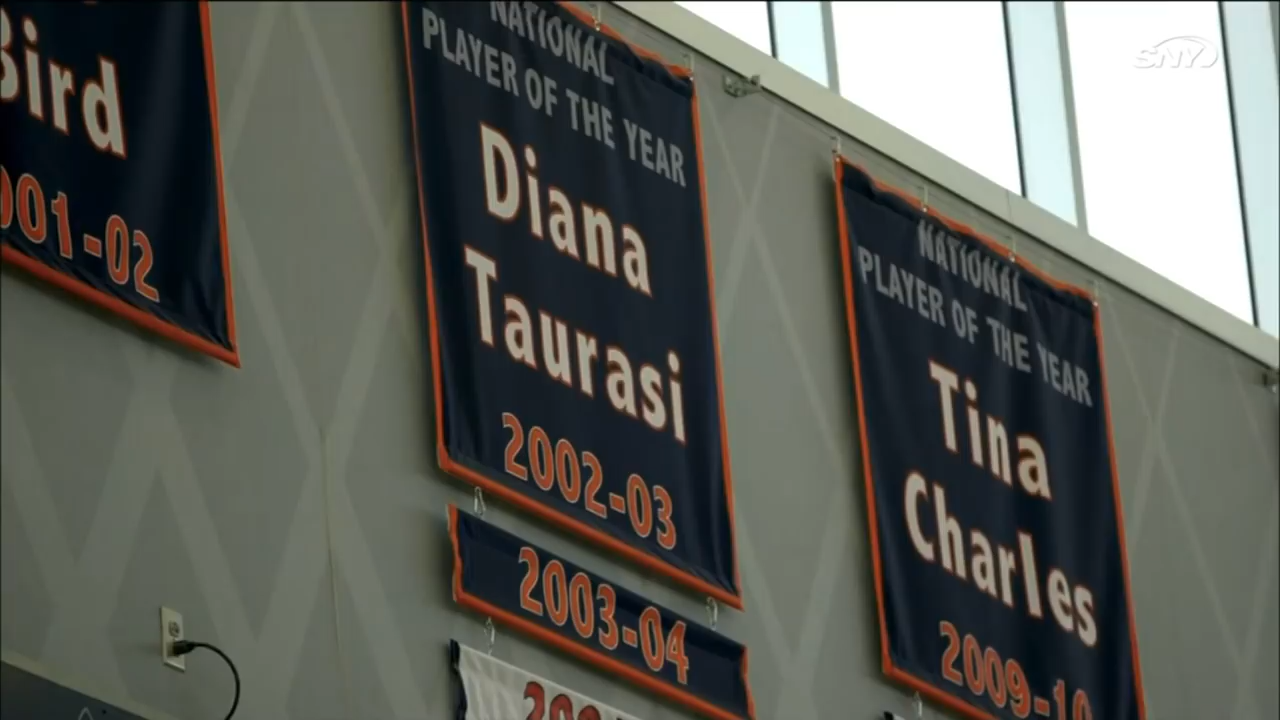 SNY
Bird
001-02
NATIONAL
PLAYER OF THE YEAR
Diana
Taurasi
2002-03
2003-04
NATIONAL
PLAYER OF THE YEAR
Tina
Charles
2009-10